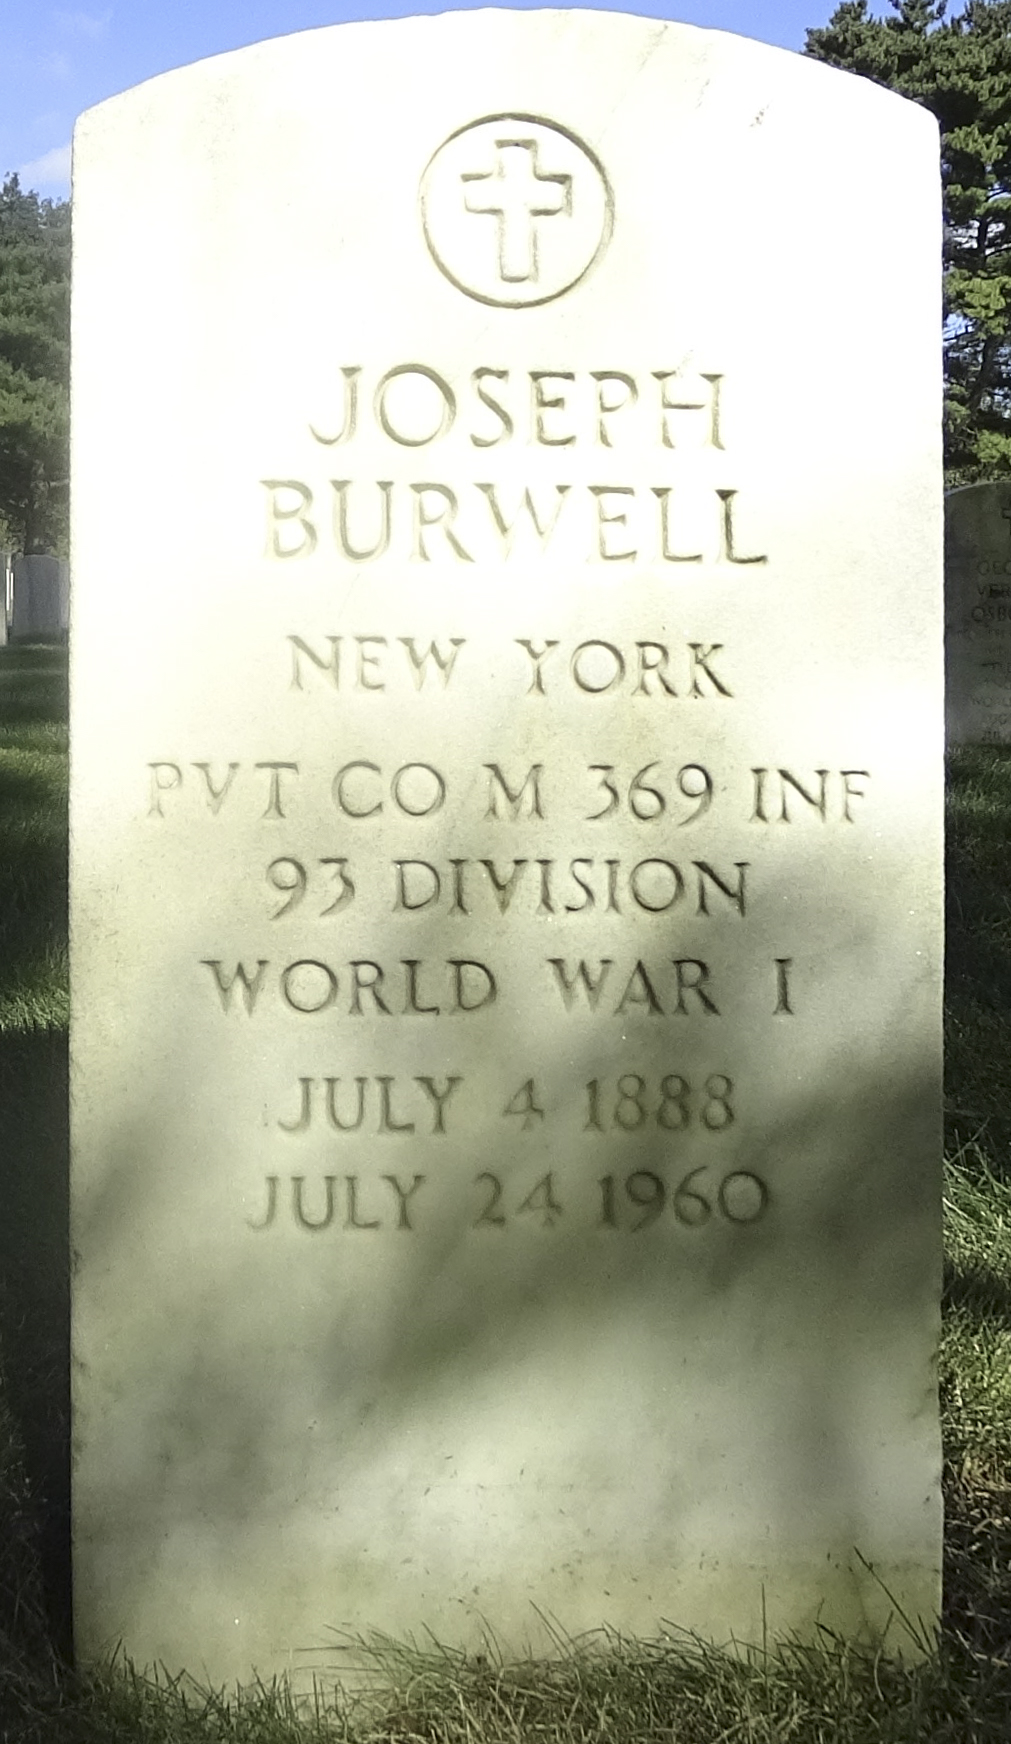 JOSEPH
BURWELL
NEW YORK
PVT CO M 369 INF
93 DIVISION
WORLD WAR I
JULY 4 1888
JULY 24 1960